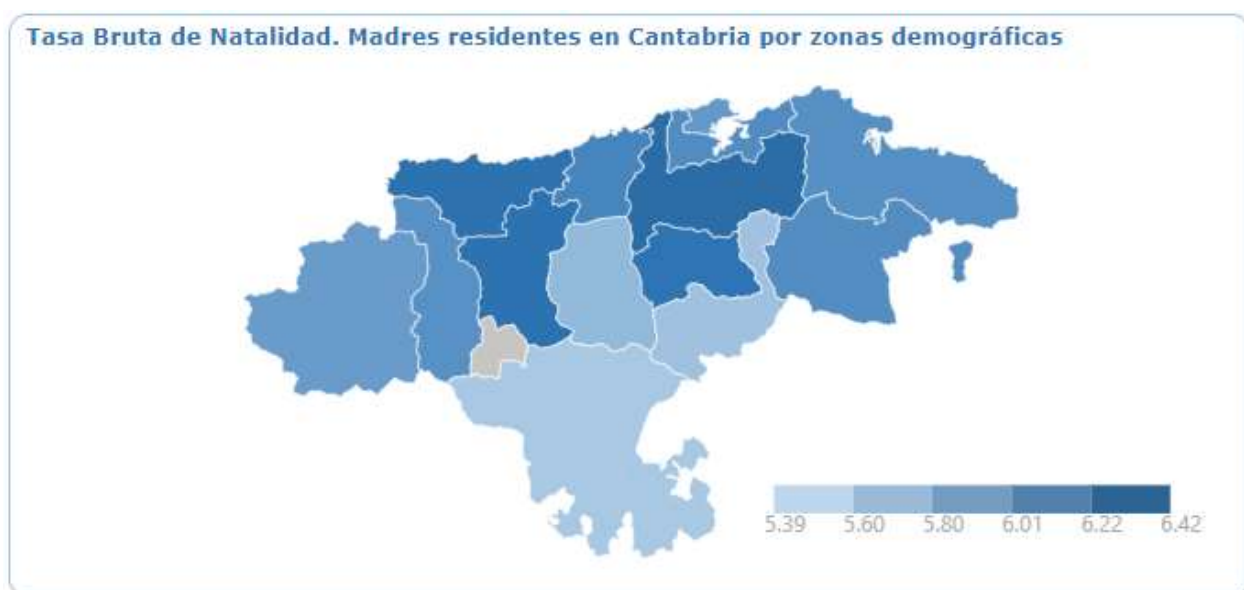 Tasa Bruta de Natalidad. Madres residentes en Cantabria por zonas demográficas
5.39 5.60 5.80 6.01 6.22 6.42